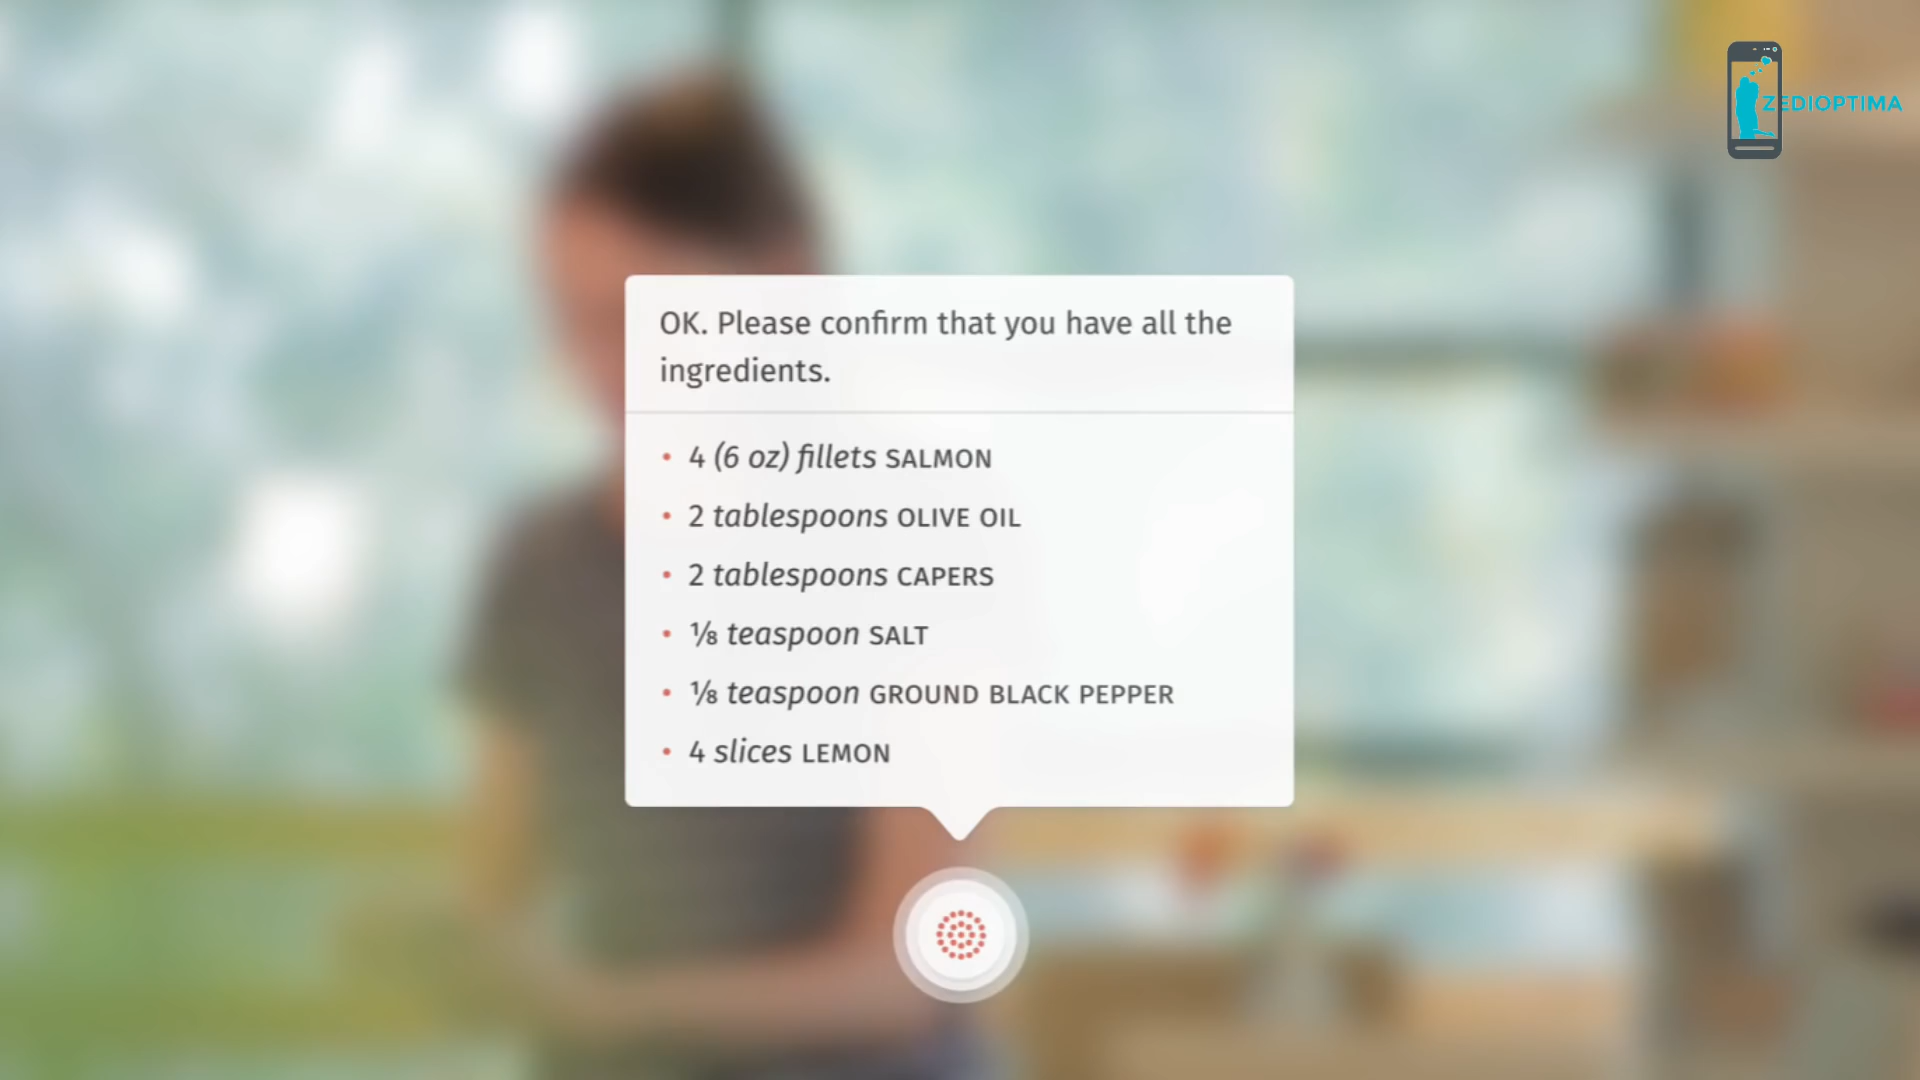 ZEDIOPTIMA
OK. Please confirm that you have all the
ingredients.
• 4 (6 oz) fillets SALMON
• 2 tablespoons OLIVE OIL
• 2 tablespoons CAPERS
• ⅛ teaspoon SALT
• ⅛ teaspoon GROUND BLACK PEPPER
• 4 slices LEMON